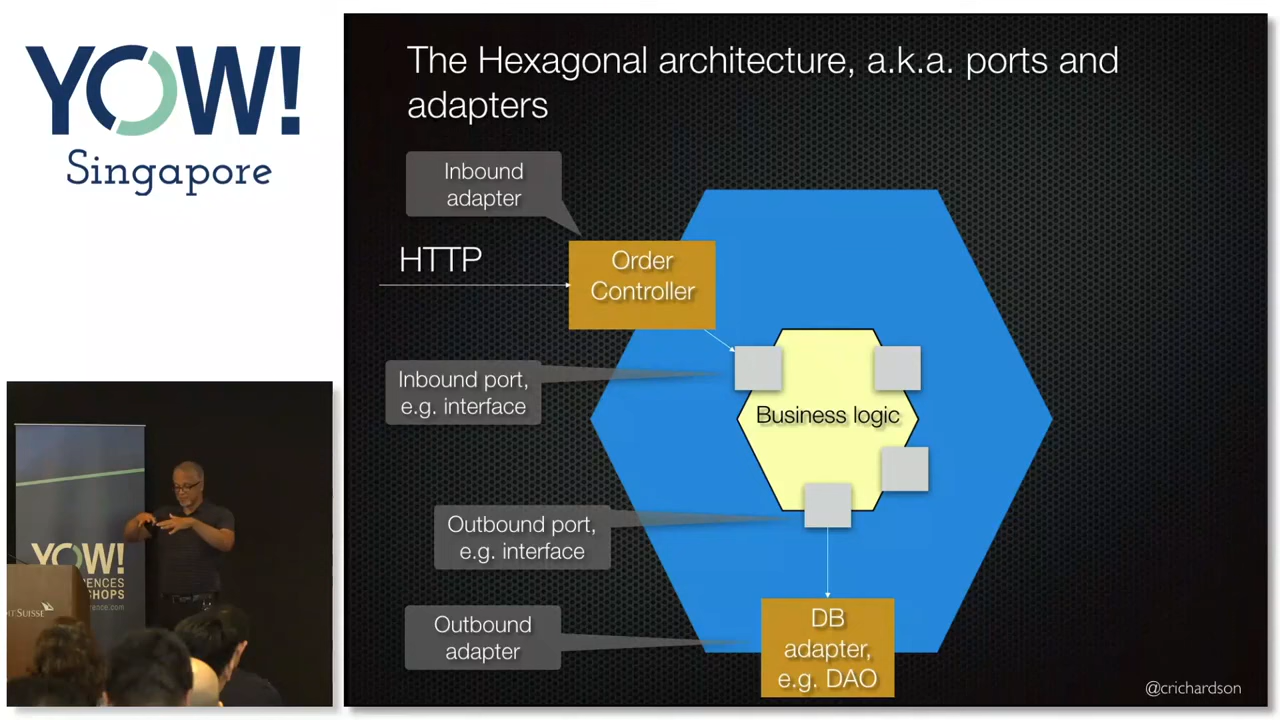 YOW!
Singapore
The Hexagonal architecture, a.k.a. ports and
adapters
Inbound
adapter
HTTP
Order
Controller
Inbound port,
e.g. interface
Business logic
Outbound port,
e.g. interface
Outbound
adapter
DB
adapter,
e.g. DAO
@crichardson
YOW!